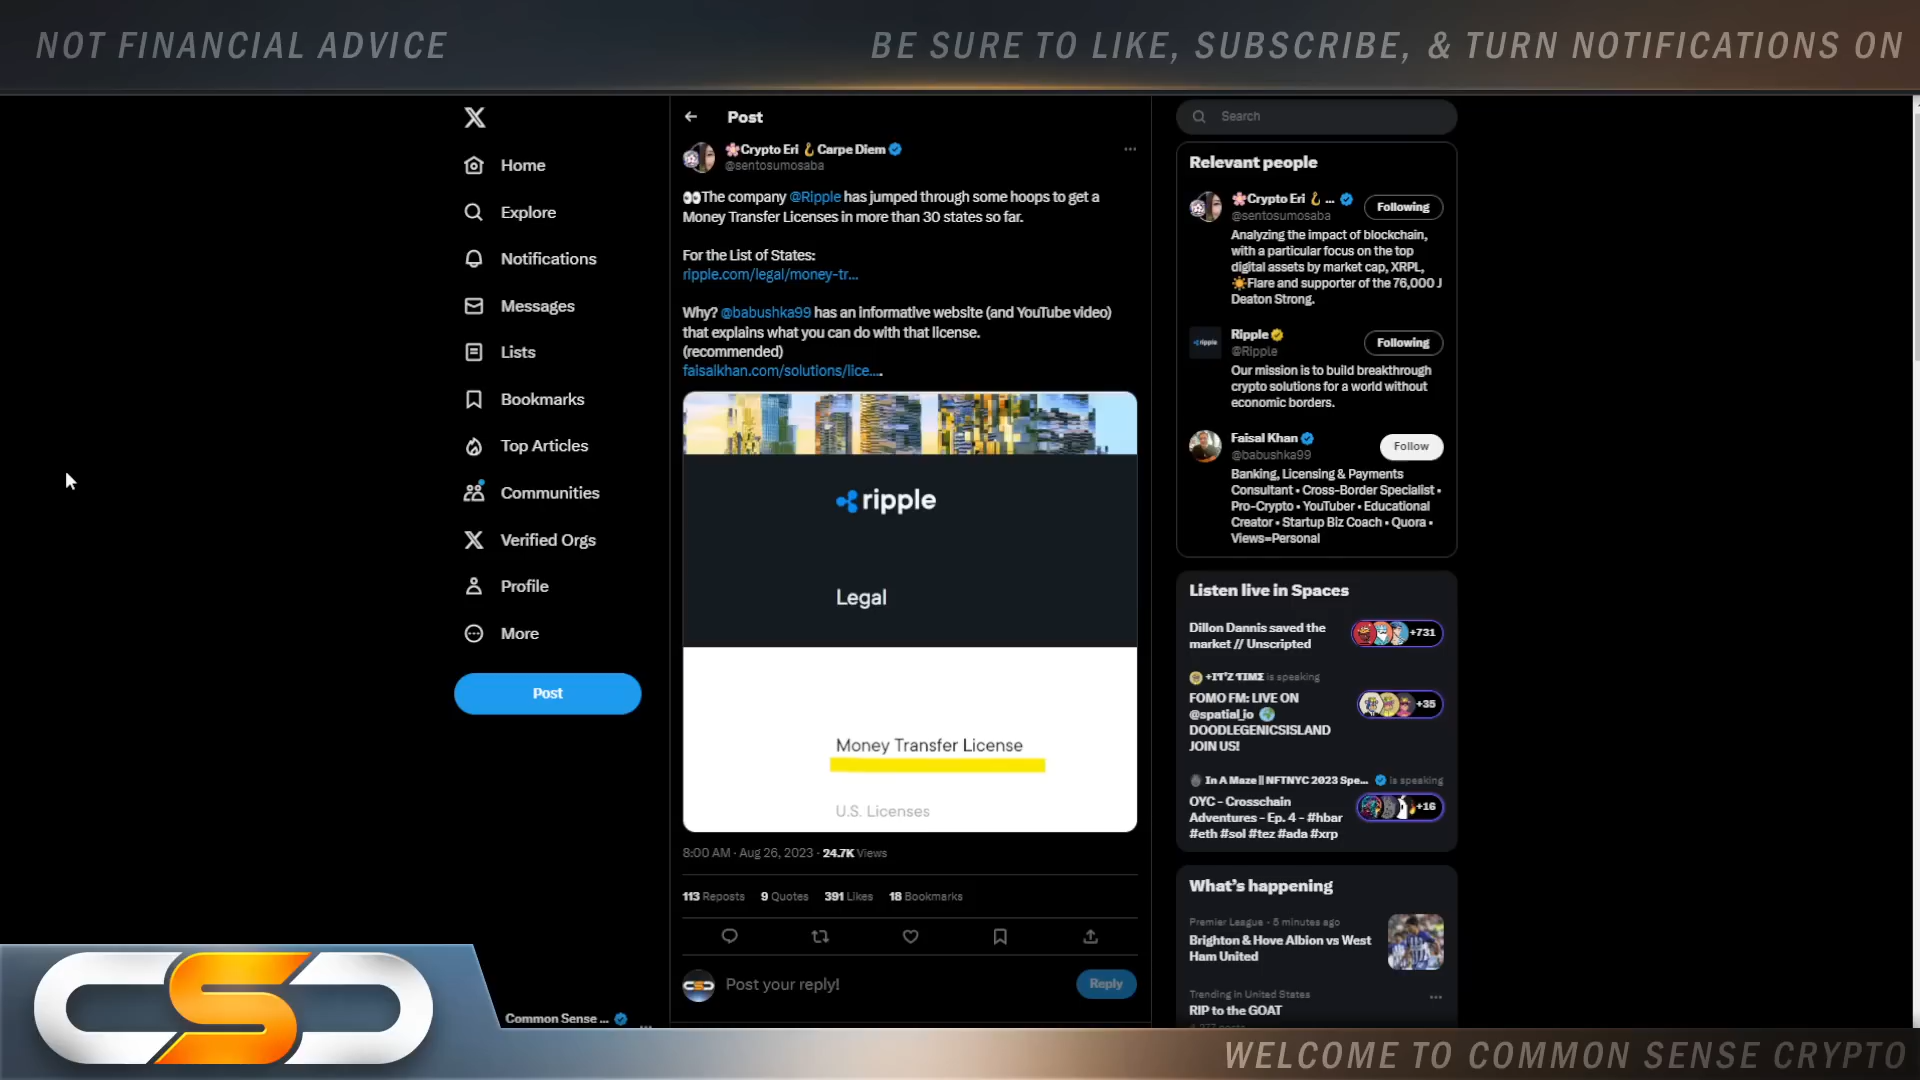 NOT FINANCIAL ADVICE
BE SURE TO LIKE, SUBSCRIBE, & TURN NOTIFICATIONS ON
Home
Explore
Notifications
Messages
Lists
Bookmarks
Top Articles
Communities
Verified Orgs
Profile
More
Post
Common Sense ...
Post
🌸Crypto Eri 🪝Carpe Diem
@sentosumosaba
👀The company @Ripple has jumped through some hoops to get a
Money Transfer Licenses in more than 30 states so far.
For the List of States:
ripple.com/legal/money-tr...
Why? @babushka99 has an informative website (and YouTube video)
that explains what you can do with that license.
(recommended)
faisalkhan.com/solutions/lice....
ripple
Legal
Money Transfer License
U.S. Licenses
8:00 AM · Aug 26, 2023 · 24.7K Views
113 Reposts 9 Quotes 391 Likes 18 Bookmarks
Post your reply!
Reply
Search
Relevant people
🌸Crypto Eri 🪝 ...
@sentosumosaba
Following
Analyzing the impact of blockchain,
with a particular focus on the top
digital assets by market cap, XRPL,
☀️Flare and supporter of the 76,000 J
Deaton Strong.
ripple
Ripple
@Ripple
Following
Our mission is to build breakthrough
crypto solutions for a world without
economic borders.
Faisal Khan
@babushka99
Follow
Banking, Licensing & Payments
Consultant • Cross-Border Specialist •
Pro-Crypto • YouTuber • Educational
Creator • Startup Biz Coach • Quora •
Views=Personal
Listen live in Spaces
Dillon Dannis saved the
market // Unscripted
+731
+IT'Z TIME is speaking
FOMO FM: LIVE ON
@spatial_io 🌍
DOODLEGENICSISLAND
JOIN US!
+35
In A Maze || NFTNYC 2023 Spe... is speaking
OYC - Crosschain
Adventures - Ep. 4 - #hbar
#eth #sol #tez #ada #xrp
+16
What's happening
Premier League · 5 minutes ago
Brighton & Hove Albion vs West
Ham United
Trending in United States
RIP to the GOAT
CSC
WELCOME TO COMMON SENSE CRYPTO